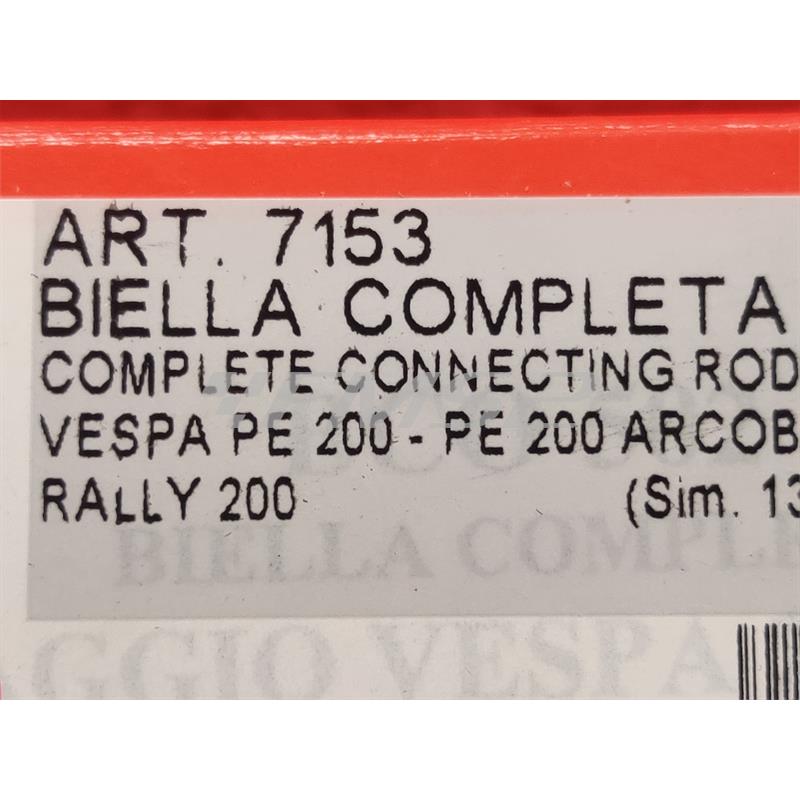 ART. 7153
BIELLA COMPLETA
COMPLETE CONNECTING ROD
VESPA PE 200 - PE 200 ARCOB
RALLY 200 (Sim. 13
BIELLA COMPLE
GGIO VESPA